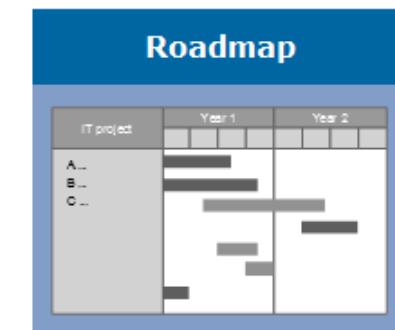 Roadmap
IT project
Year 1
Year 2
A ...
B ...
C ...